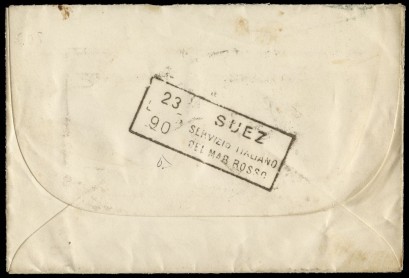 23
90
SUEZ
SERVIZIO ITALIANO
DEL MAR ROSSO